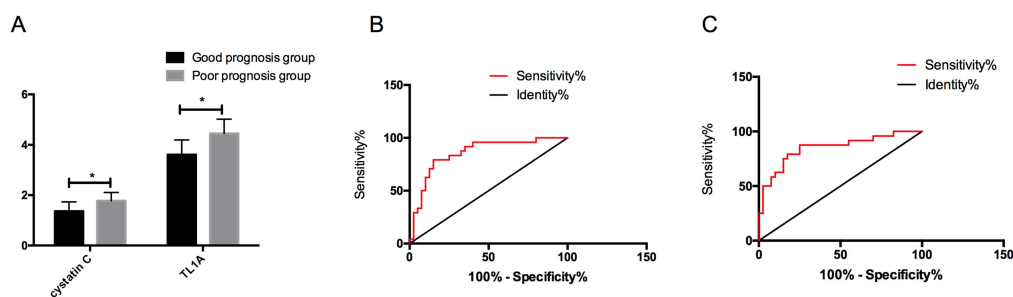 A
Good prognosis group
Poor prognosis group
6
4
2
0
*
*
cystatin C
TL1A
B
Sensitivity%
Identity%
Sensitivity%
150
100
50
0
0
50
100
150
100% - Specificity%
C
Sensitivity%
Identity%
Sensitivity%
150
100
50
0
0
50
100
150
100% - Specificity%